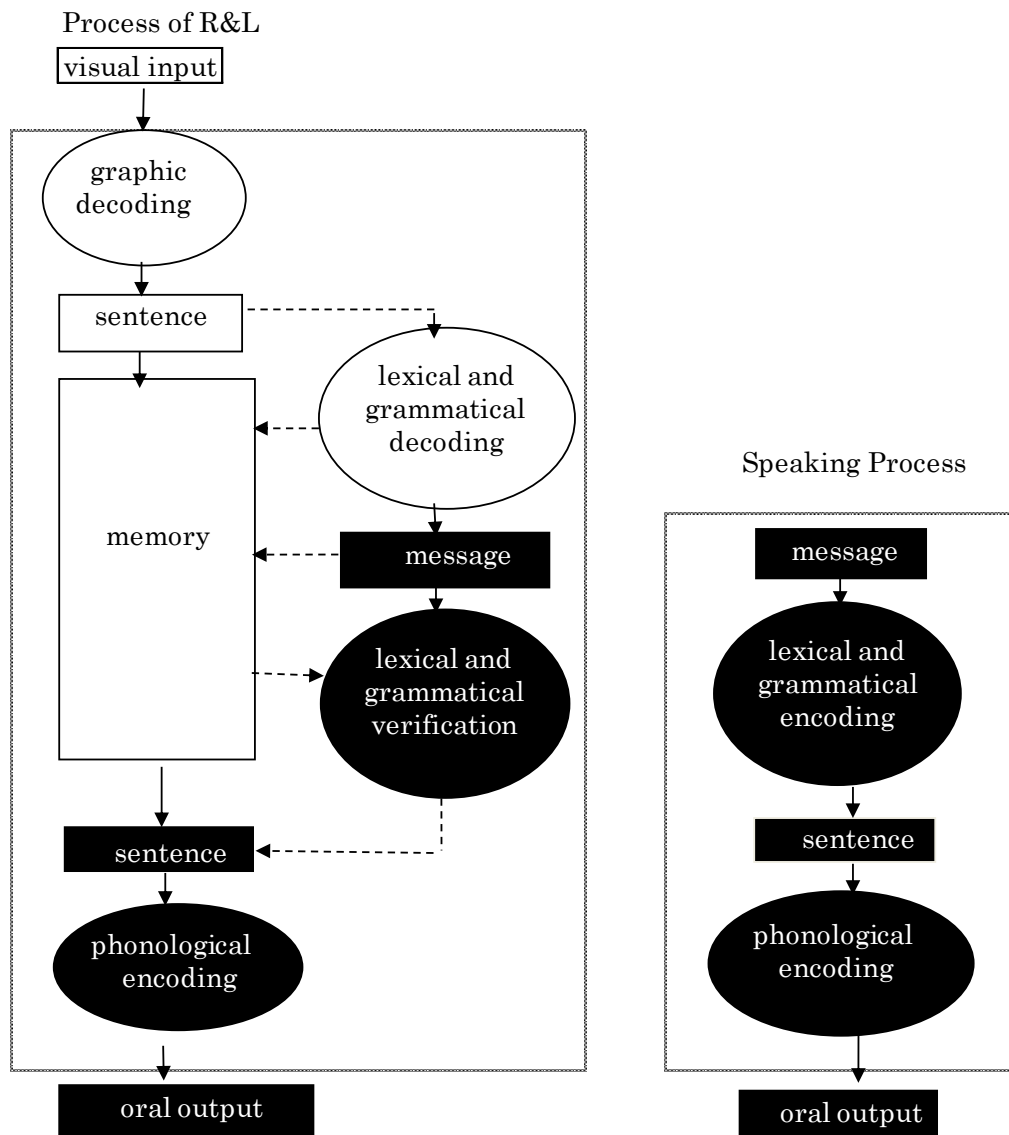 Process of R&L
visual input
graphic
decoding
sentence
lexical and
grammatical
decoding
memory
message
lexical and
grammatical
verification
sentence
phonological
encoding
oral output
Speaking Process
message
lexical and
grammatical
encoding
sentence
phonological
encoding
oral output